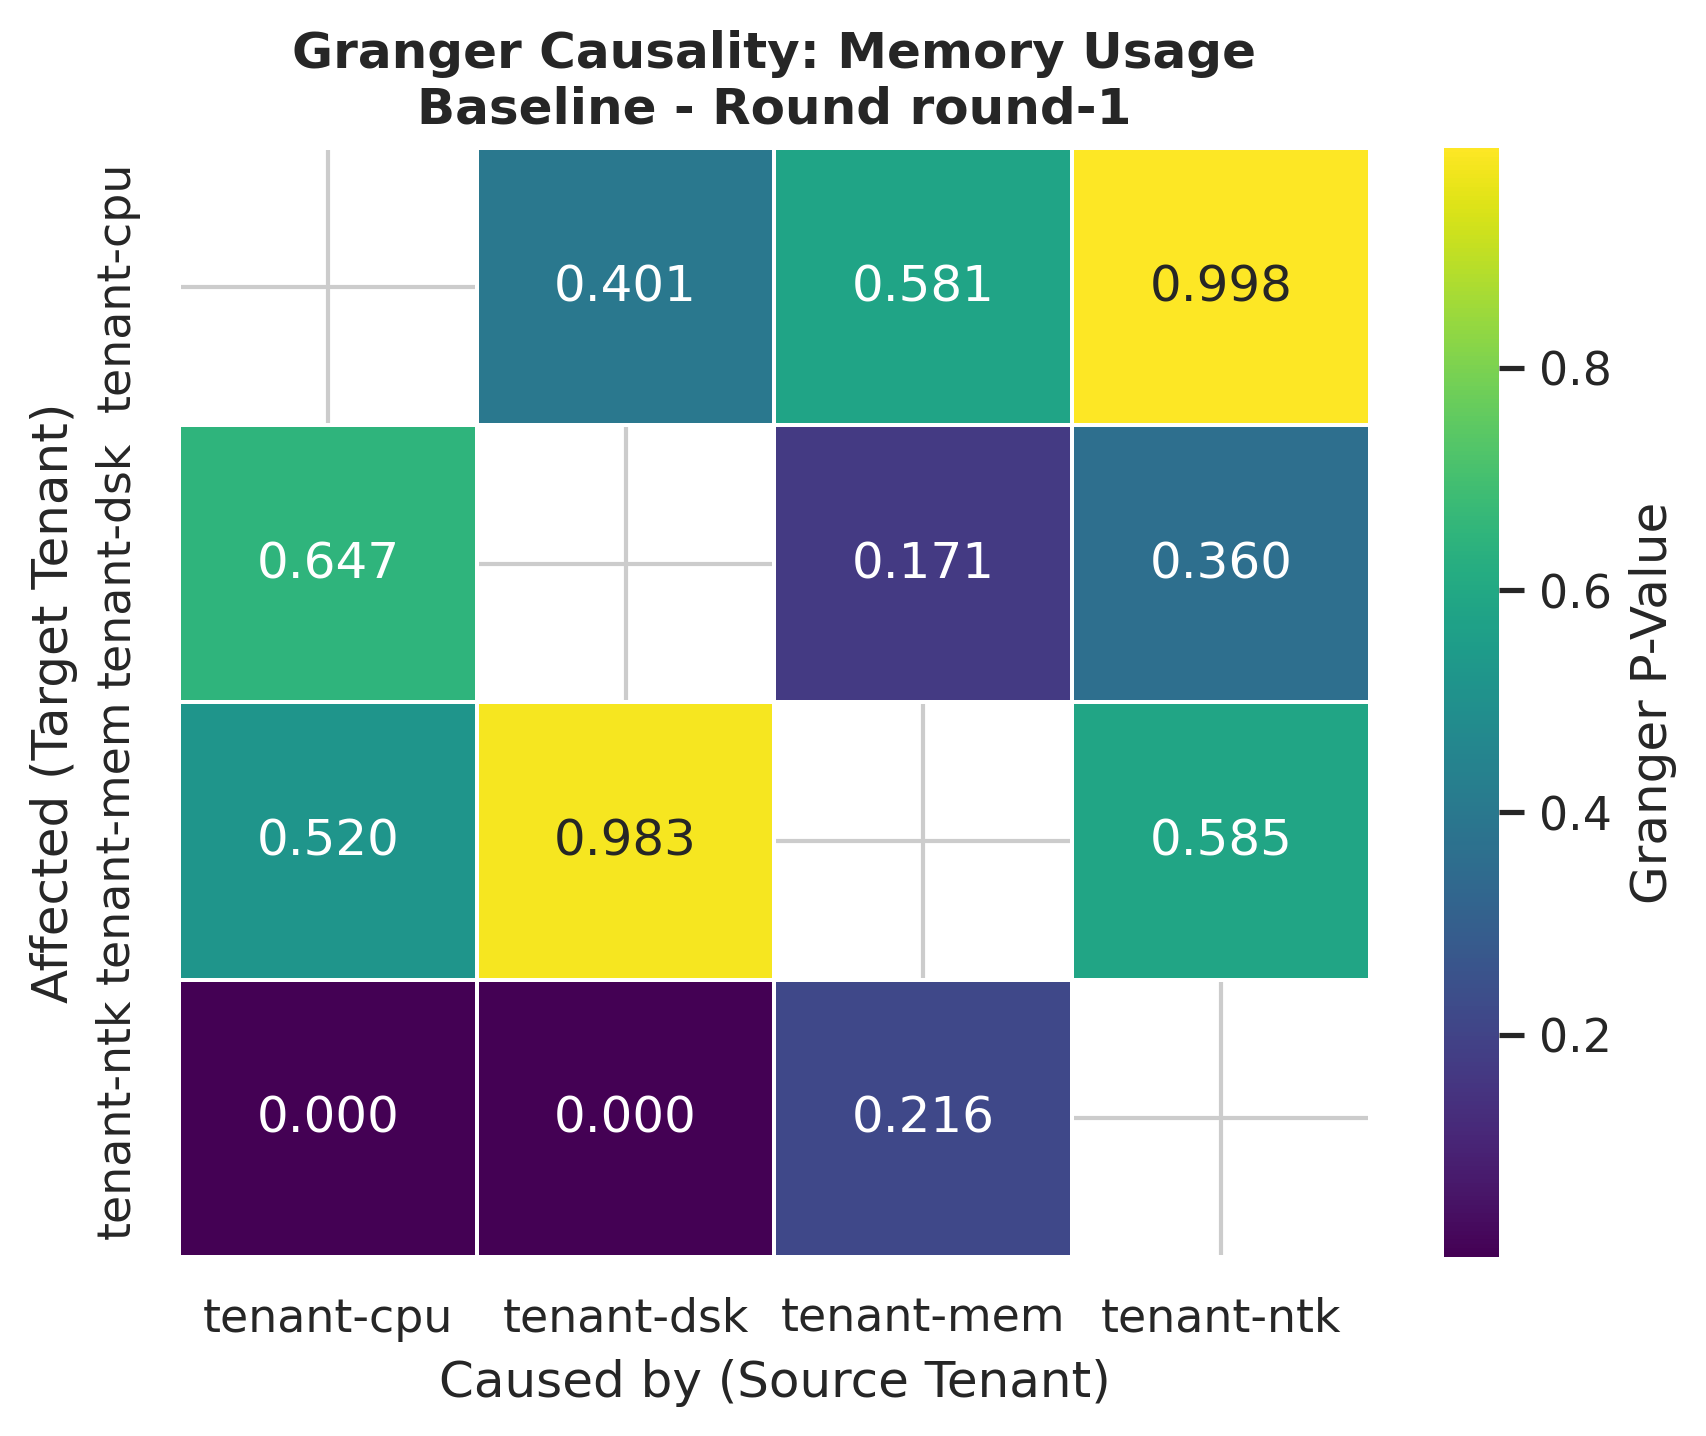 Granger Causality: Memory Usage
Baseline - Round round-1
Affected (Target Tenant)
tenant-cpu
0.401 0.581 0.998
tenant-dsk
0.647 0.171 0.360
tenant-mem
0.520 0.983 0.585
tenant-ntk
0.000 0.000 0.216
tenant-cpu tenant-dsk tenant-mem tenant-ntk
Caused by (Source Tenant)
0.8
0.6
0.4
0.2
Granger P-Value